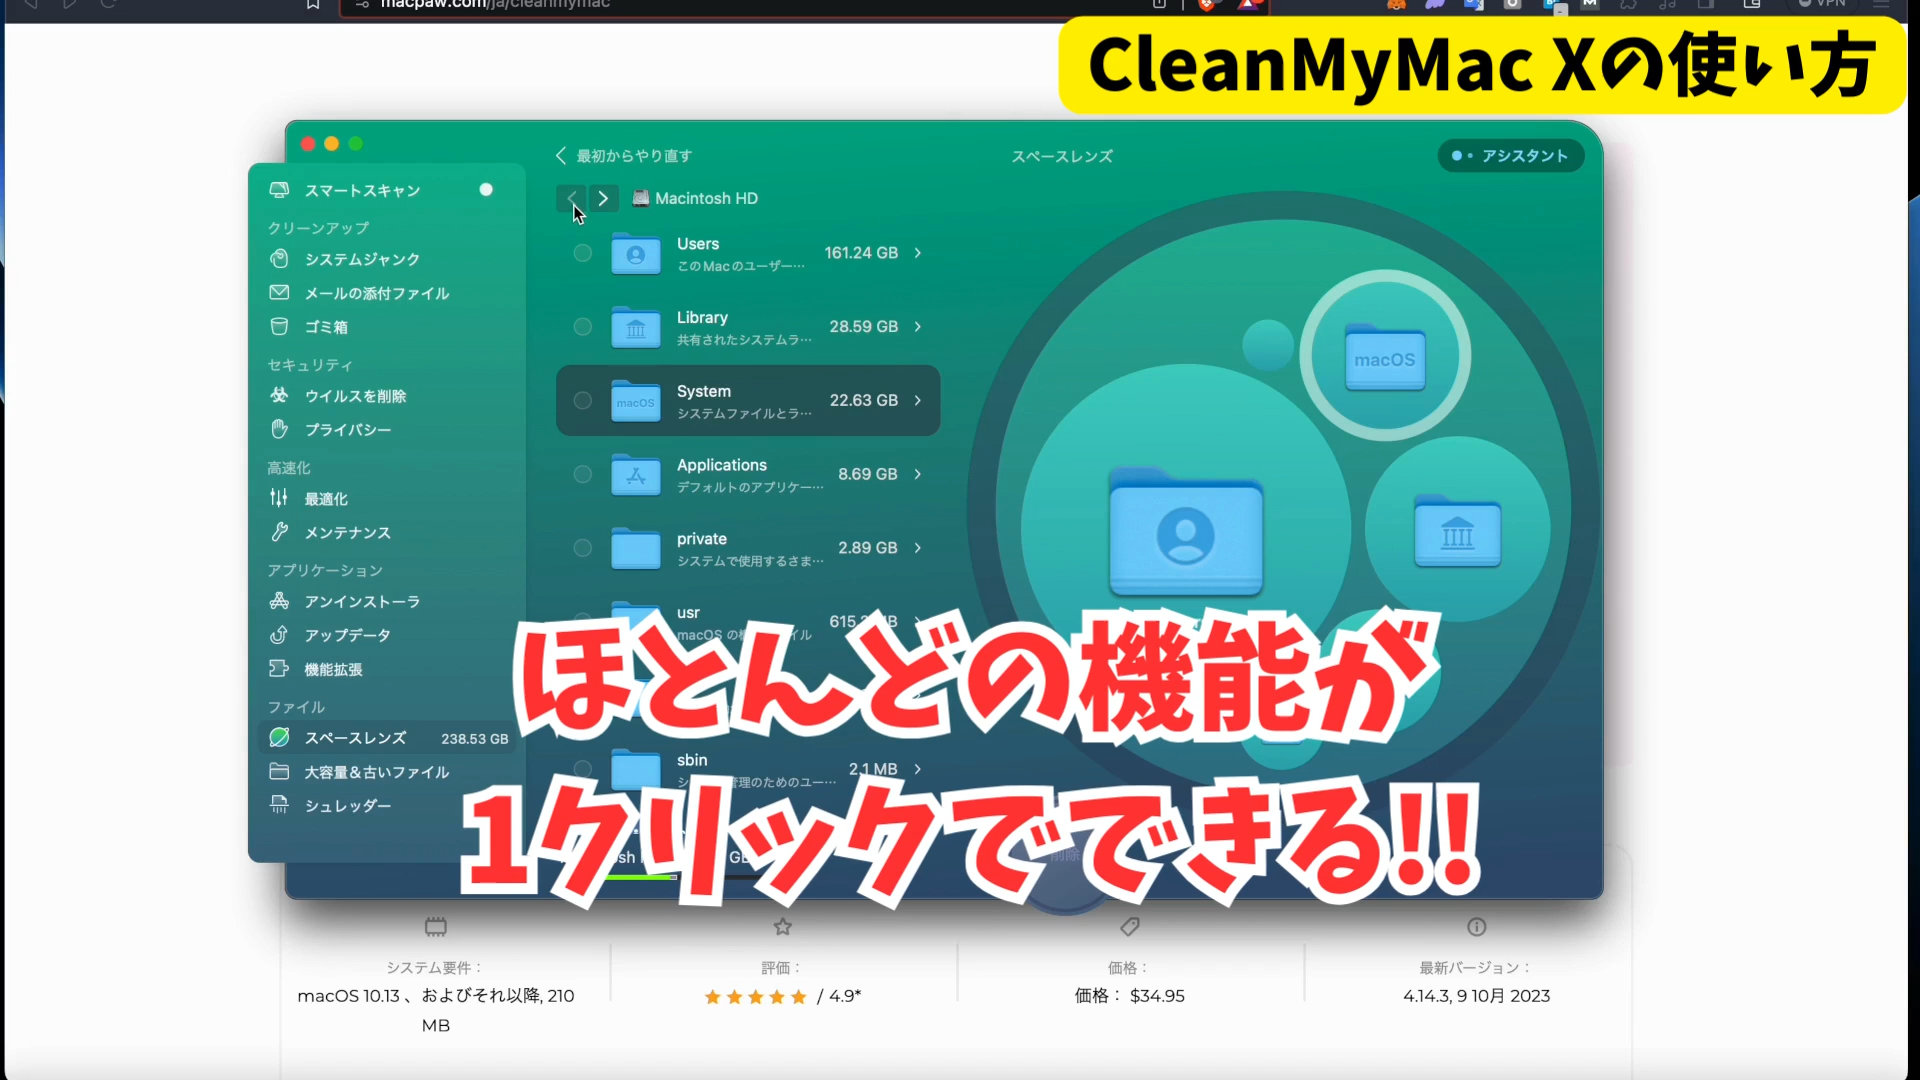 macpaw.com/ja/cleanmymac
VPN
CleanMyMac Xの使い方
最初からやり直す
スペースレンズ
アシスタント
Macintosh HD
スマートスキャン
クリーンアップ
システムジャンク
メールの添付ファイル
ゴミ箱
セキュリティ
ウイルスを削除
プライバシー
高速化
最適化
メンテナンス
アプリケーション
アンインストーラ
アップデータ
機能拡張
ファイル
スペースレンズ 238.53 GB
大容量&古いファイル
シュレッダー
Users
このMacのユーザー…
161.24 GB
Library
共有されたシステムラ…
28.59 GB
macOS
System
システムファイルとラ…
22.63 GB
Applications
デフォルトのアプリケー…
8.69 GB
private
システムで使用するさま…
2.89 GB
usr
macOS
sbin
2.1 MB
macOS
ほとんどの機能が
1クリックでできる!!
システム要件：
macOS 10.13 、およびそれ以降, 210
MB
評価：
/ 4.9*
価格：
価格： $34.95
最新バージョン：
4.14.3, 9 10月 2023